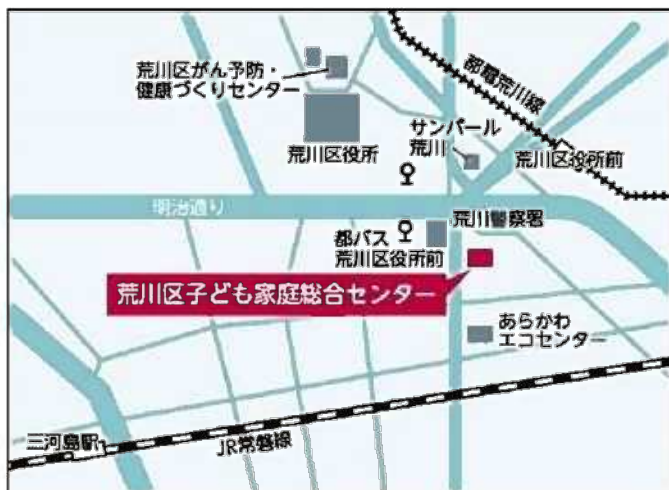 荒川区がん予防・
健康づくりセンター
都電荒川線
サンパール
荒川
荒川区役所
荒川区役所前
明治通り
荒川警察署
都バス
荒川区役所前
荒川区子ども家庭総合センター
あらかわ
エコセンター
三河島駅
JR常磐線